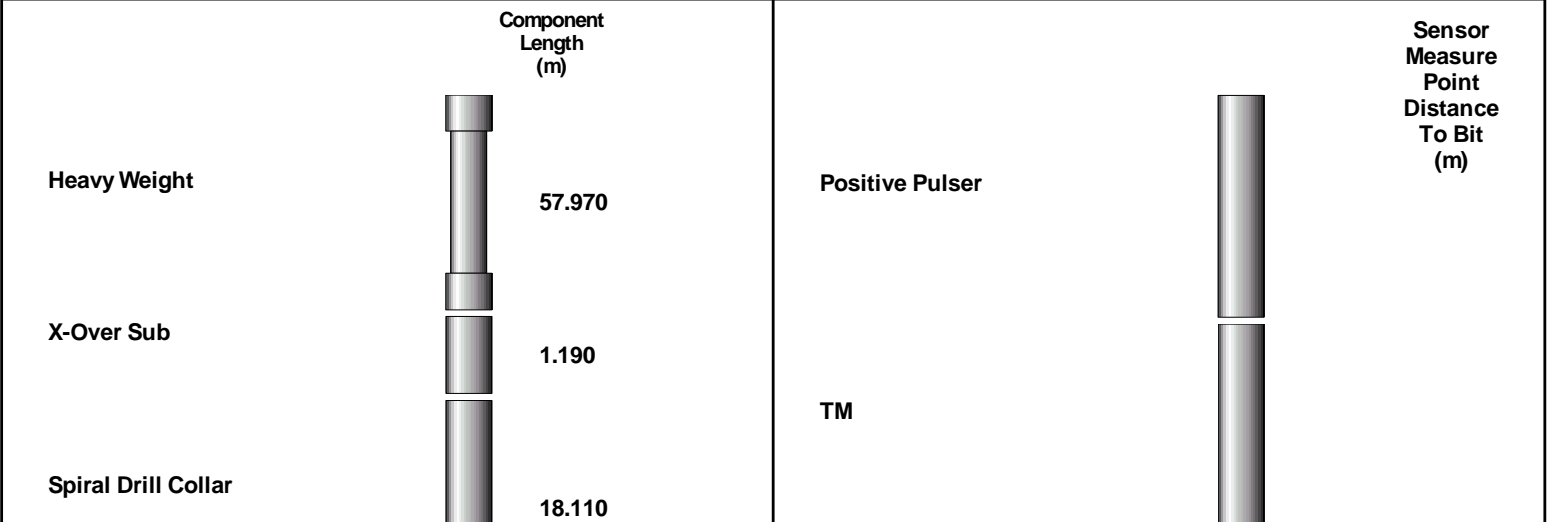 Component
Length
(m)
Heavy Weight
57.970
X-Over Sub
1.190
Spiral Drill Collar
18.110
Sensor
Measure
Point
Distance
To Bit
(m)
Positive Pulser
TM